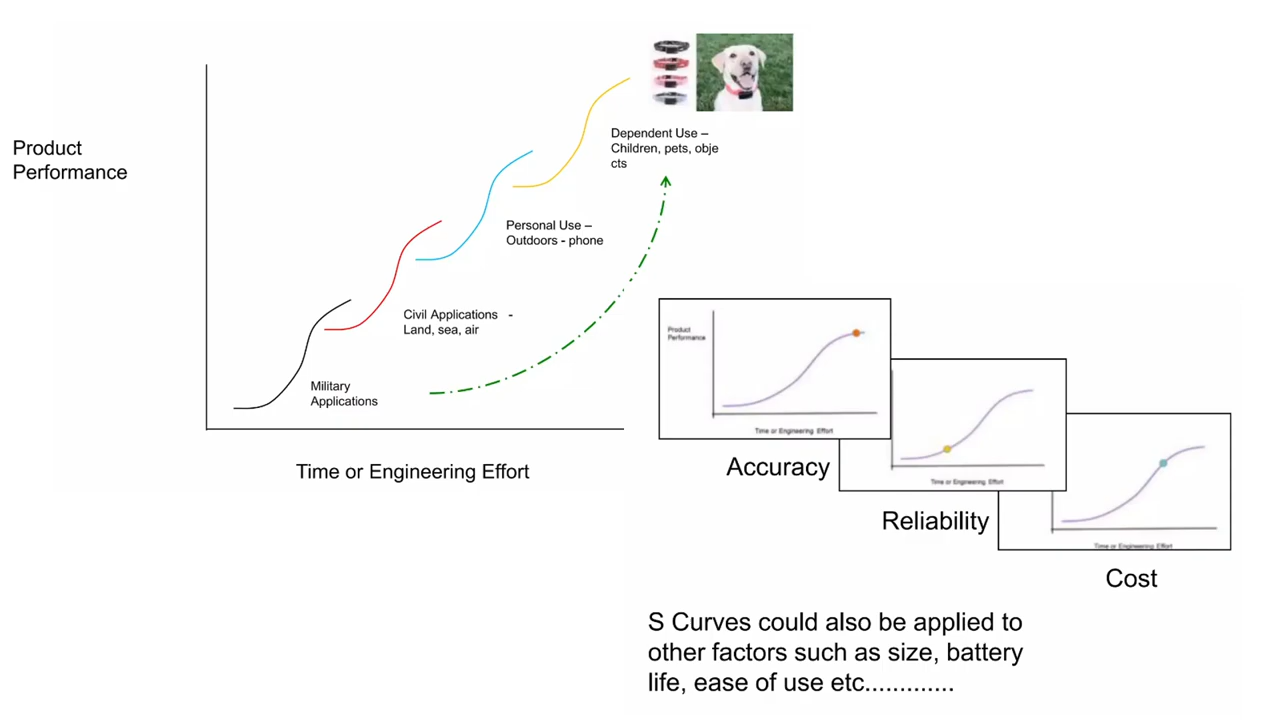 Product
Performance
Dependent Use –
Children, pets, obje
cts
Personal Use –
Outdoors - phone
Civil Applications -
Land, sea, air
Military
Applications
Time or Engineering Effort
Product
Performance
Time or Engineering Effort
Accuracy
Time or Engineering Effort
Reliability
Time or Engineering Effort
Cost
S Curves could also be applied to
other factors such as size, battery
life, ease of use etc.............